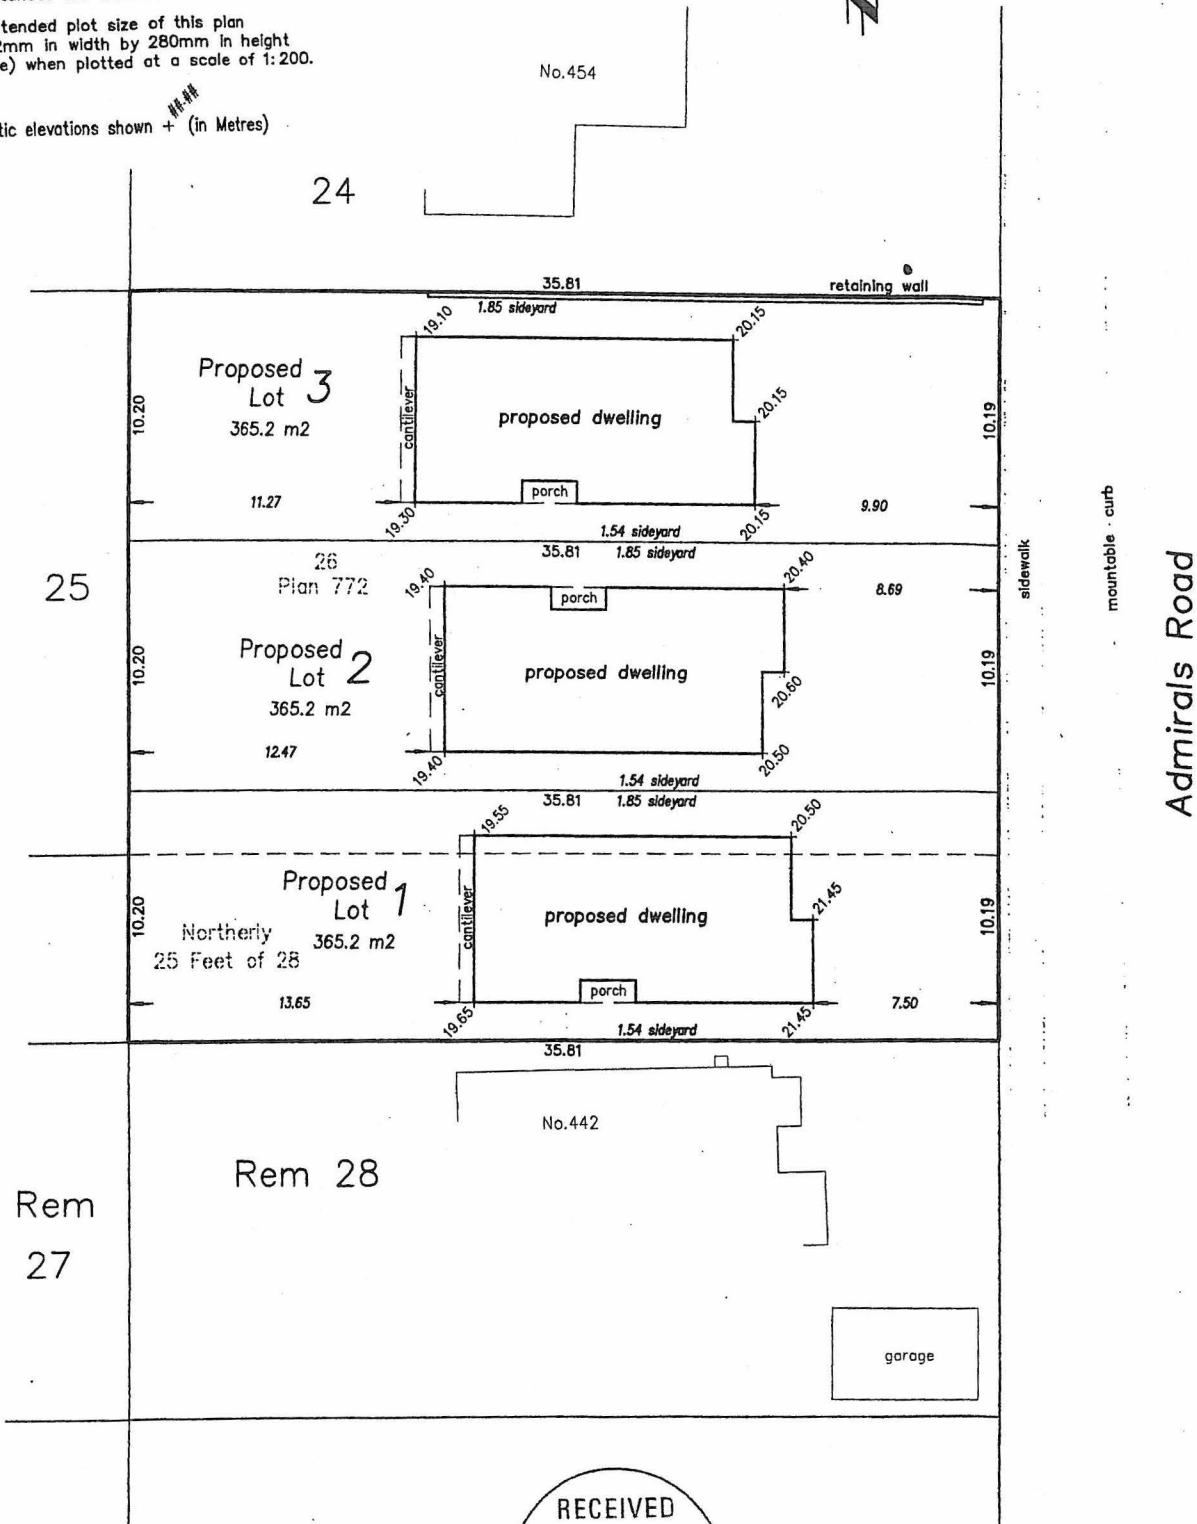 tended plot size of this plan
2mm in width by 280mm in height
e) when plotted at a scale of 1:200.
##.##
tic elevations shown + (in Metres)
No.454
24
35.81
retaining wall
1.85 sideyard
19.10
20.15
Proposed
Lot 3
365.2 m2
10.20
cantilever
proposed dwelling
20.15
10.19
porch
11.27
9.90
19.30
20.15
1.54 sideyard
35.81
1.85 sideyard
25
26
Plan 772
19.40
20.40
porch
8.69
sidewalk
mountable curb
Admirals Road
Proposed
Lot 2
365.2 m2
10.20
cantilever
proposed dwelling
20.60
10.19
12.47
19.40
20.50
1.54 sideyard
35.81
1.85 sideyard
19.55
20.50
Proposed
Lot 1
365.2 m2
10.20
cantilever
proposed dwelling
21.45
10.19
Northerly
25 Feet of 28
porch
13.65
7.50
19.65
21.45
1.54 sideyard
35.81
No.442
Rem 28
Rem
27
garage
RECEIVED